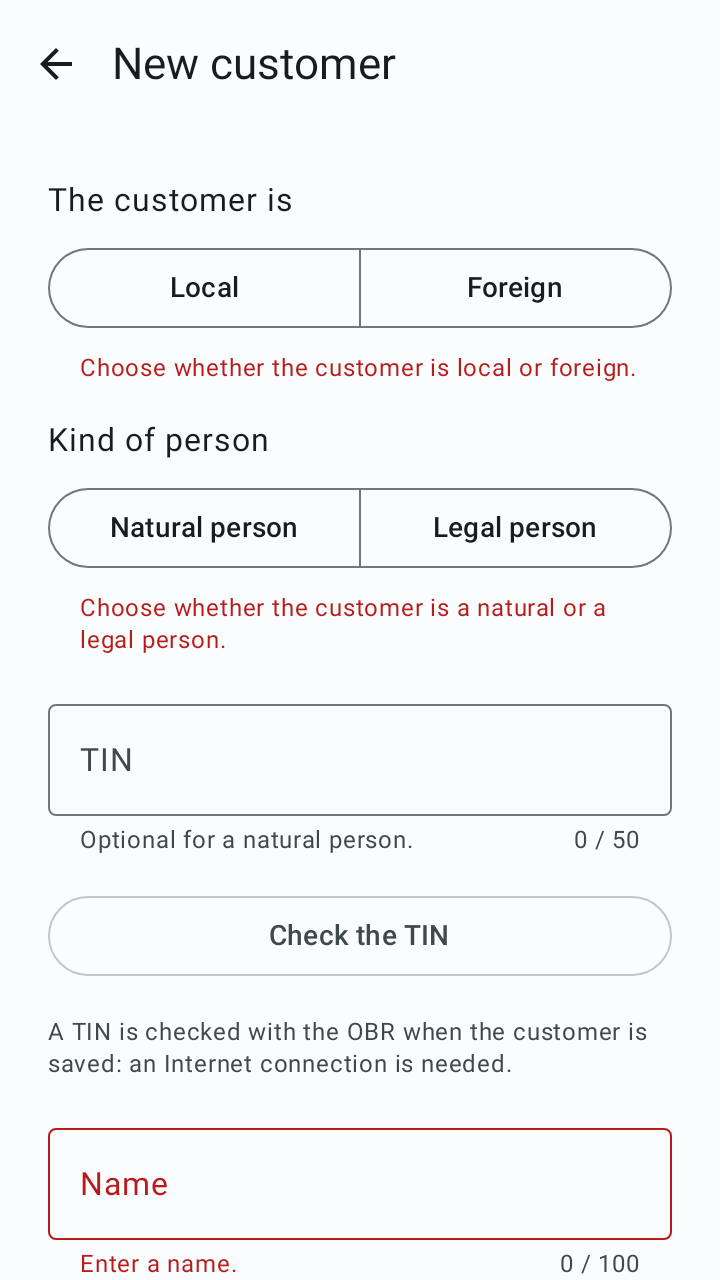 New customer
The customer is
Local
Foreign
Choose whether the customer is local or foreign.
Kind of person
Natural person
Legal person
Choose whether the customer is a natural or a
legal person.
TIN
Optional for a natural person.
0 / 50
Check the TIN
A TIN is checked with the OBR when the customer is
saved: an Internet connection is needed.
Name
Enter a name.
0 / 100